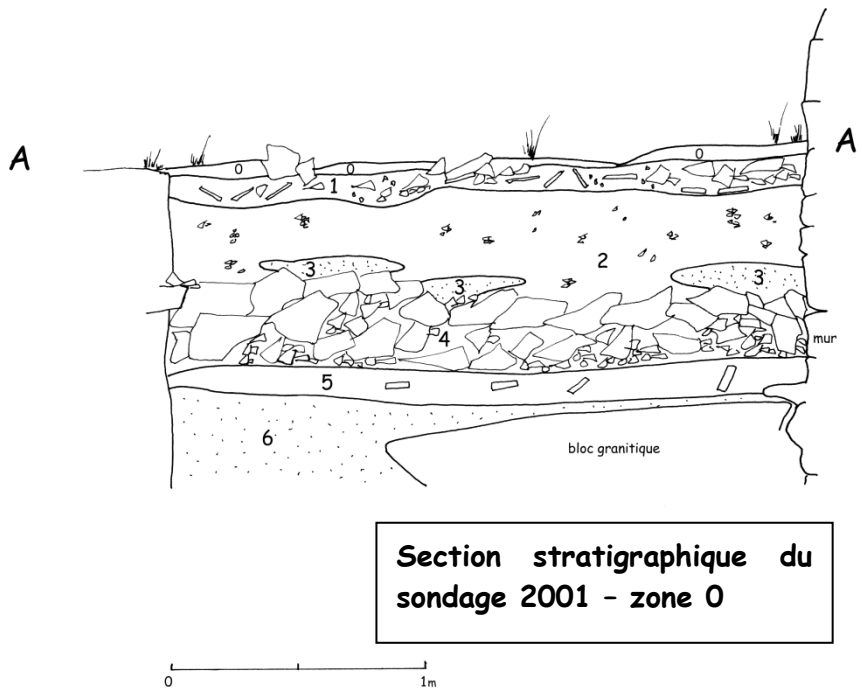 A
A
0
0
0
1
2
3
3
3
4
mur
5
6
bloc granitique
Section stratigraphique du
sondage 2001 – zone 0
0
1m